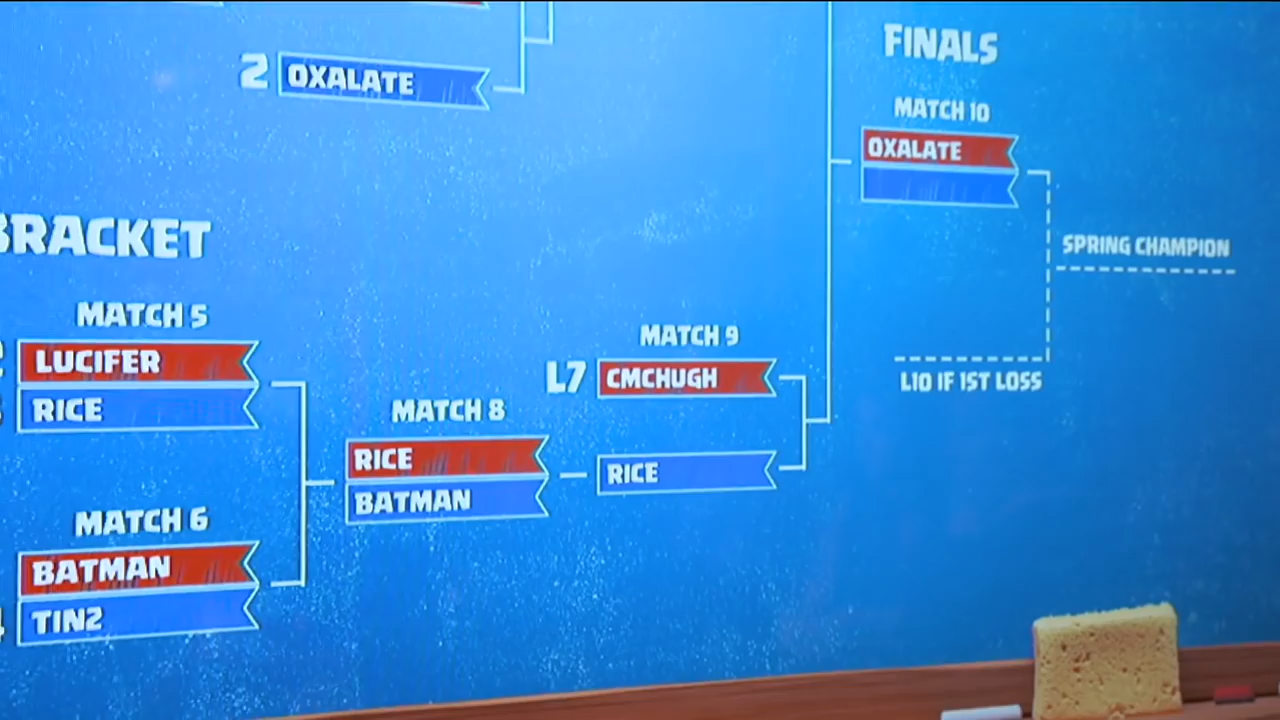 2 OXALATE
FINALS
MATCH 10
OXALATE
SPRING CHAMPION
L10 IF 1ST LOSS
BRACKET
MATCH 5
LUCIFER
RICE
MATCH 6
BATMAN
TIN2
MATCH 8
RICE
BATMAN
MATCH 9
L7 CMCHUGH
RICE